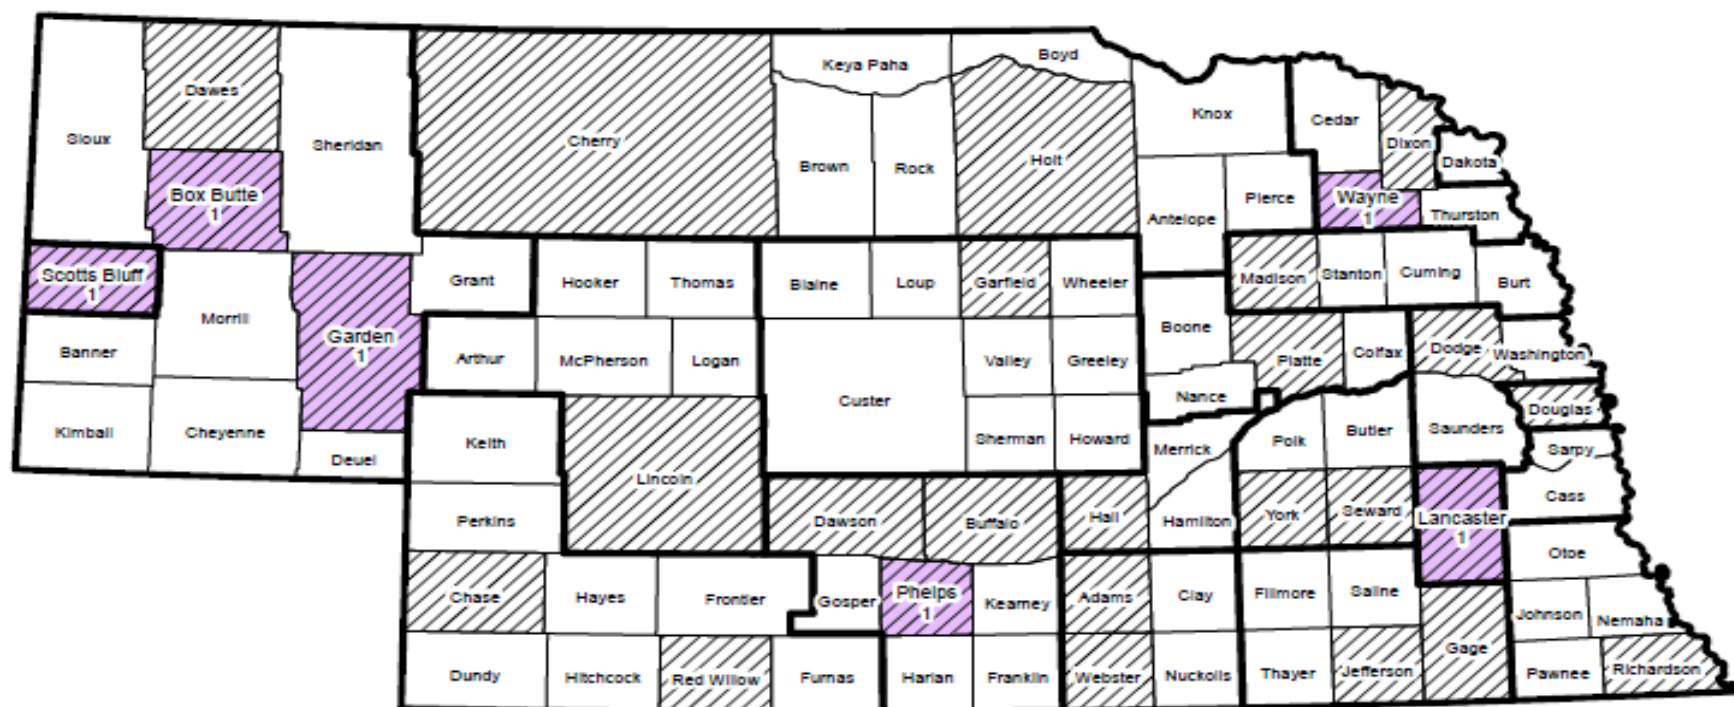 Boyd
Keya Paha
Dawes
Knox
Cedar
Sioux
Sheridan
Cherry
Brown
Rock
Holt
Dixon
Dakota
Box Butte
1
Antelope
Pierce
Wayne
1
Thurston
Scotts Bluff
1
Grant
Hooker
Thomas
Blaine
Loup
Garfield
Wheeler
Madison
Stanton
Cuming
Burt
Morrill
Garden
1
Banner
Arthur
McPherson
Logan
Valley
Greeley
Boone
Platte
Colfax
Dodge
Washington
Custer
Nance
Kimball
Cheyenne
Deuel
Keith
Sherman
Howard
Merrick
Polk
Butler
Saunders
Douglas
Sarpy
Lincoln
Perkins
Dawson
Buffalo
Hall
Hamilton
York
Seward
Lancaster
1
Cass
Otoe
Chase
Hayes
Frontier
Gosper
Phelps
1
Kearney
Adams
Clay
Fillmore
Saline
Johnson
Nemaha
Dundy
Hitchcock
Red Willow
Furnas
Harlan
Franklin
Webster
Nuckolls
Thayer
Jefferson
Gage
Pawnee
Richardson